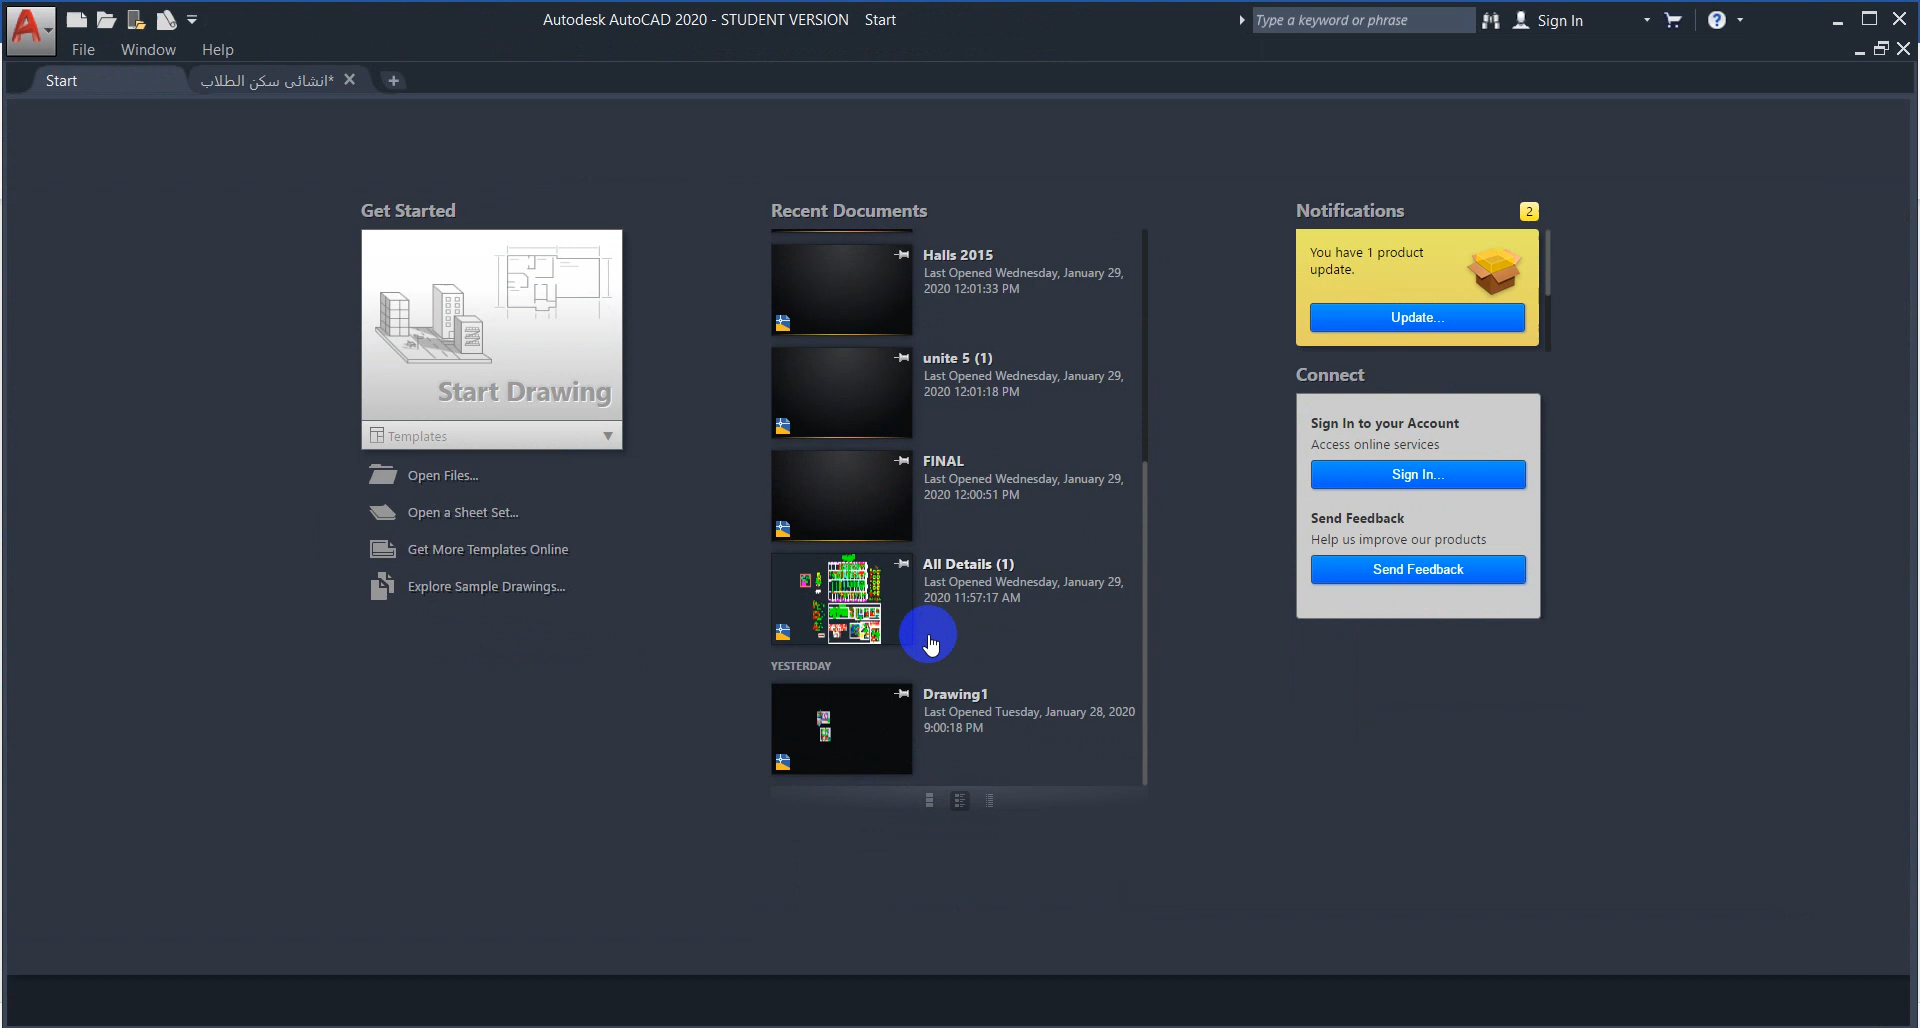 Autodesk AutoCAD 2020 - STUDENT VERSION Start
Type a keyword or phrase
Sign In
File Window Help
Start
انشائى سكن الطلاب*
Get Started
Start Drawing
Templates
Open Files...
Open a Sheet Set...
Get More Templates Online
Explore Sample Drawings...
Recent Documents
Halls 2015
Last Opened Wednesday, January 29,
2020 12:01:33 PM
unite 5 (1)
Last Opened Wednesday, January 29,
2020 12:01:18 PM
FINAL
Last Opened Wednesday, January 29,
2020 12:00:51 PM
All Details (1)
Last Opened Wednesday, January 29,
2020 11:57:17 AM
YESTERDAY
Drawing1
Last Opened Tuesday, January 28, 2020
9:00:18 PM
Notifications 2
You have 1 product
update.
Update...
Connect
Sign In to your Account
Access online services
Sign In...
Send Feedback
Help us improve our products
Send Feedback